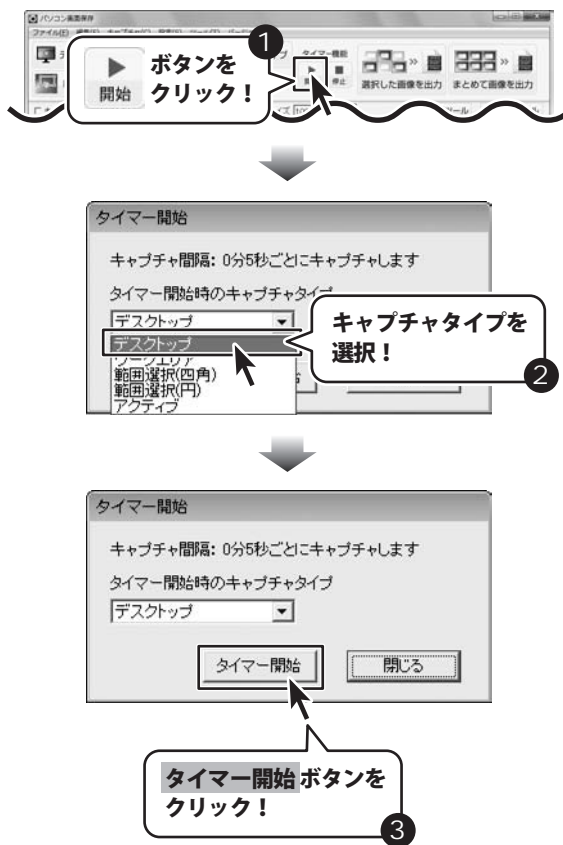 パソコン画面保存
1
ボタンを
開始 クリック!
タイマー機能
停止
選択した画像を出力 まとめて画像を出力
タイマー開始
キャプチャ間隔: 0分5秒ごとにキャプチャします
タイマー開始時のキャプチャタイプ
デスクトップ
デスクトップ
ワークエリア
範囲選択(四角)
範囲選択(円)
アクティブ
キャプチャタイプを
選択!
2
タイマー開始
キャプチャ間隔: 0分5秒ごとにキャプチャします
タイマー開始時のキャプチャタイプ
デスクトップ
タイマー開始 閉じる
タイマー開始 ボタンを
クリック!
3